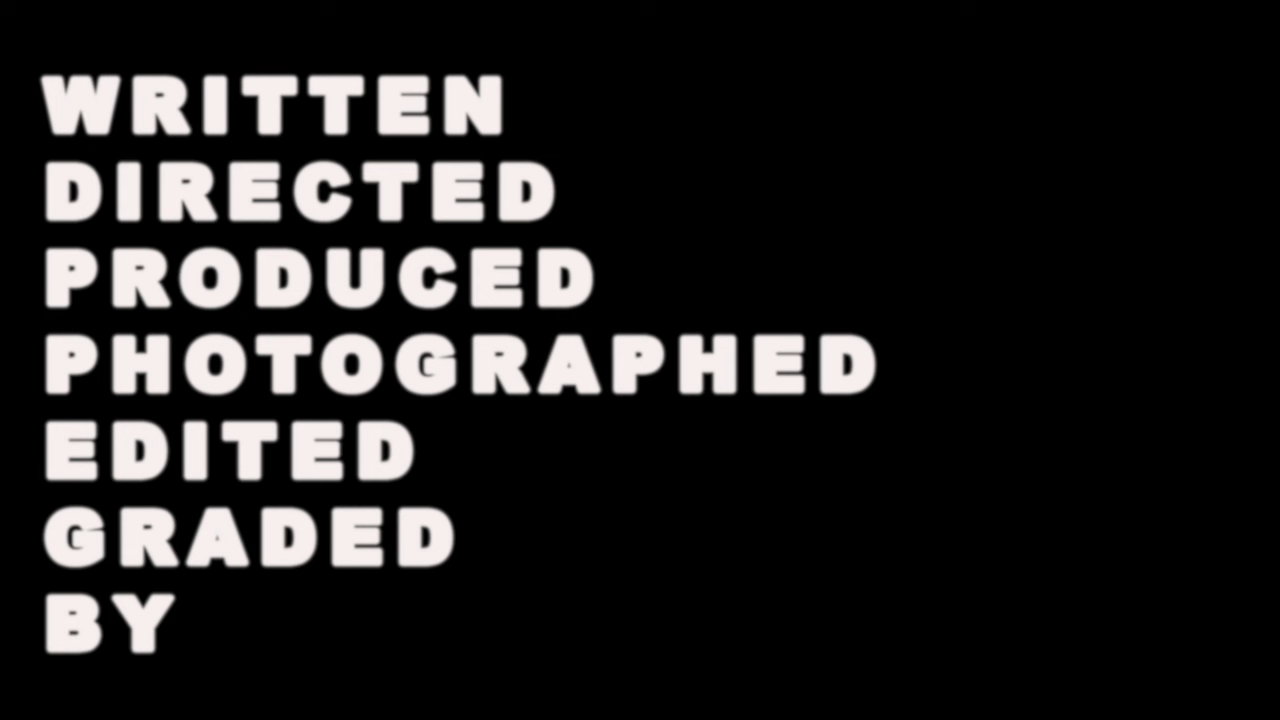 WRITTEN
DIRECTED
PRODUCED
PHOTOGRAPHED
EDITED
GRADED
BY